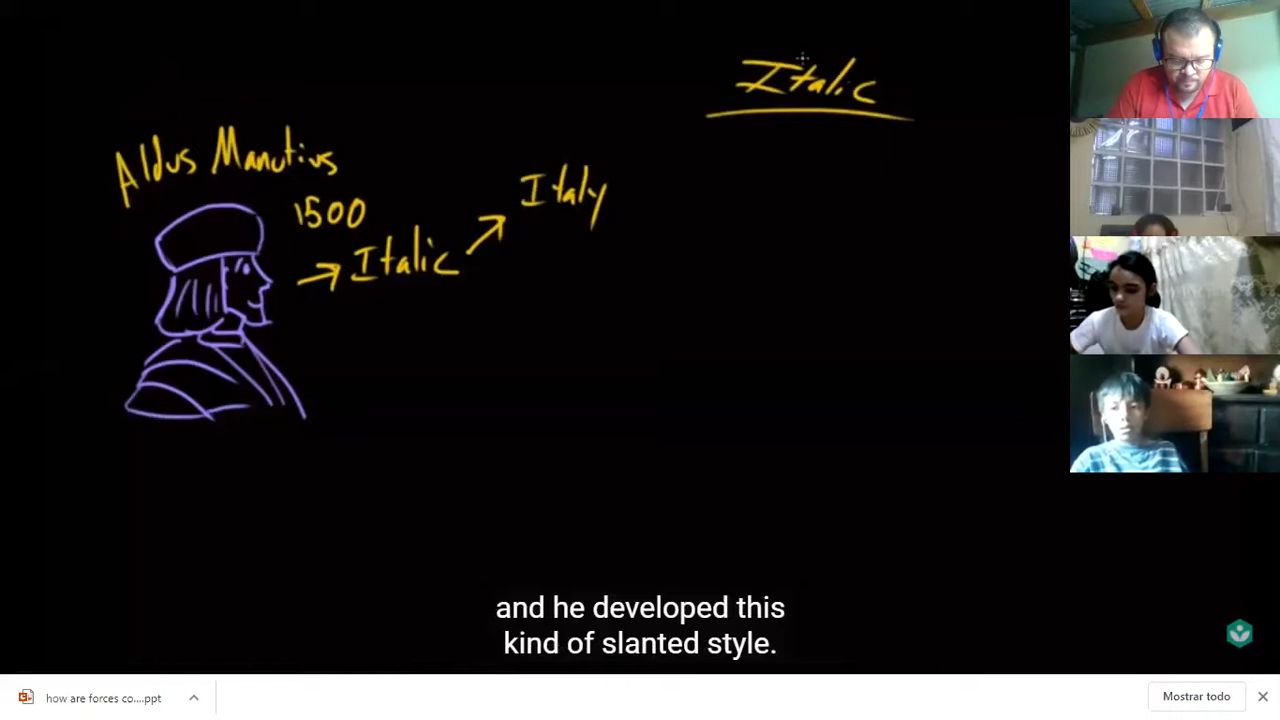 Italic
Aldus Manutius
1500
Italy
Italic
and he developed this
kind of slanted style.
how are forces co....ppt
Mostrar todo